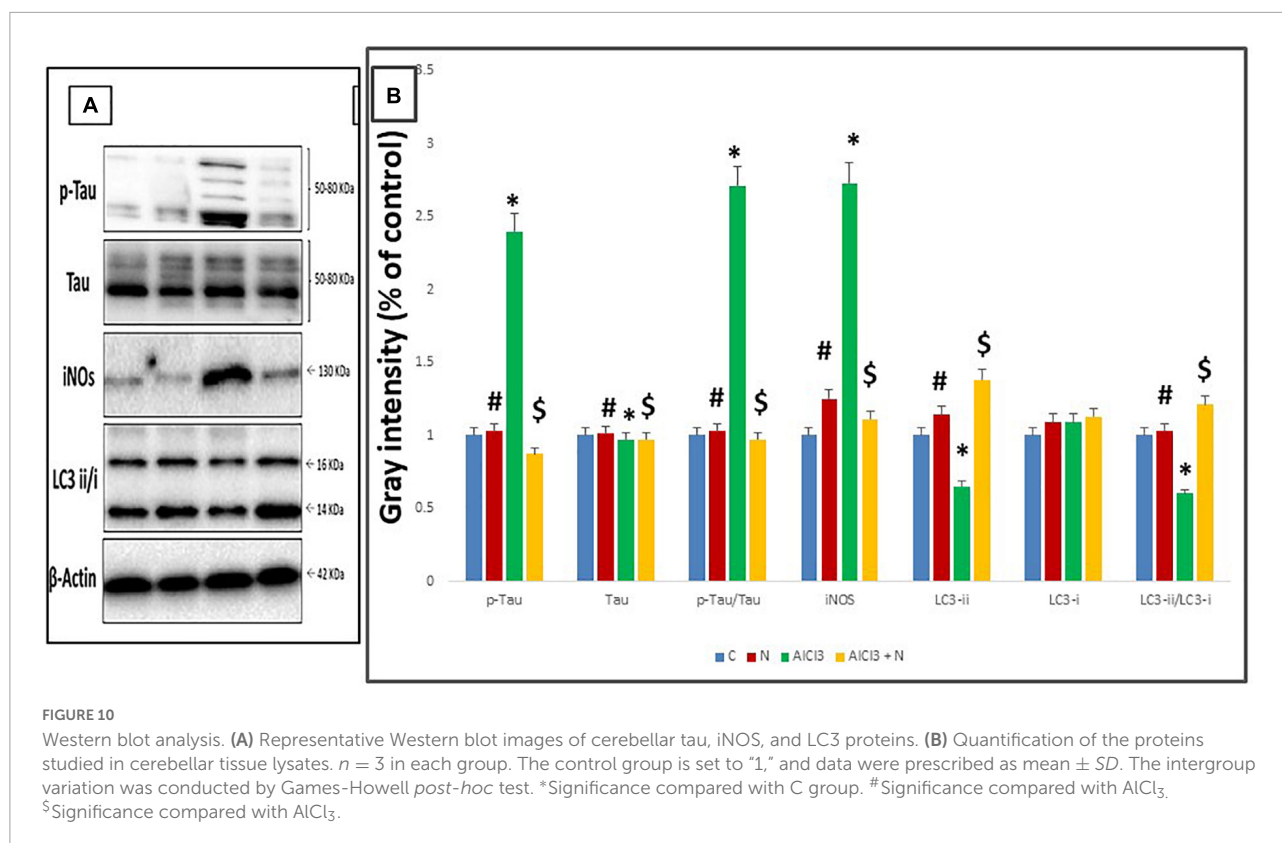 A
p-Tau
50-80 KDa
Tau
50-80 KDa
iNOs
130 KDa
LC3 ii/i
16 KDa
14 KDa
β-Actin
42 KDa
B
Gray intensity (% of control)
3.5
3
2.5
2
1.5
1
0.5
0
# * $
# * $
# * $
# * $
# * $
# * $
p-Tau Tau p-Tau/Tau iNOS LC3-ii LC3-i LC3-ii/LC3-i
C N AlCl3 AlCl3 + N
FIGURE 10
Western blot analysis. (A) Representative Western blot images of cerebellar tau, iNOS, and LC3 proteins. (B) Quantification of the proteins
studied in cerebellar tissue lysates. n = 3 in each group. The control group is set to “1,” and data were prescribed as mean ± SD. The intergroup
variation was conducted by Games-Howell post-hoc test. *Significance compared with C group. #Significance compared with AlCl₃.
$Significance compared with AlCl₃.